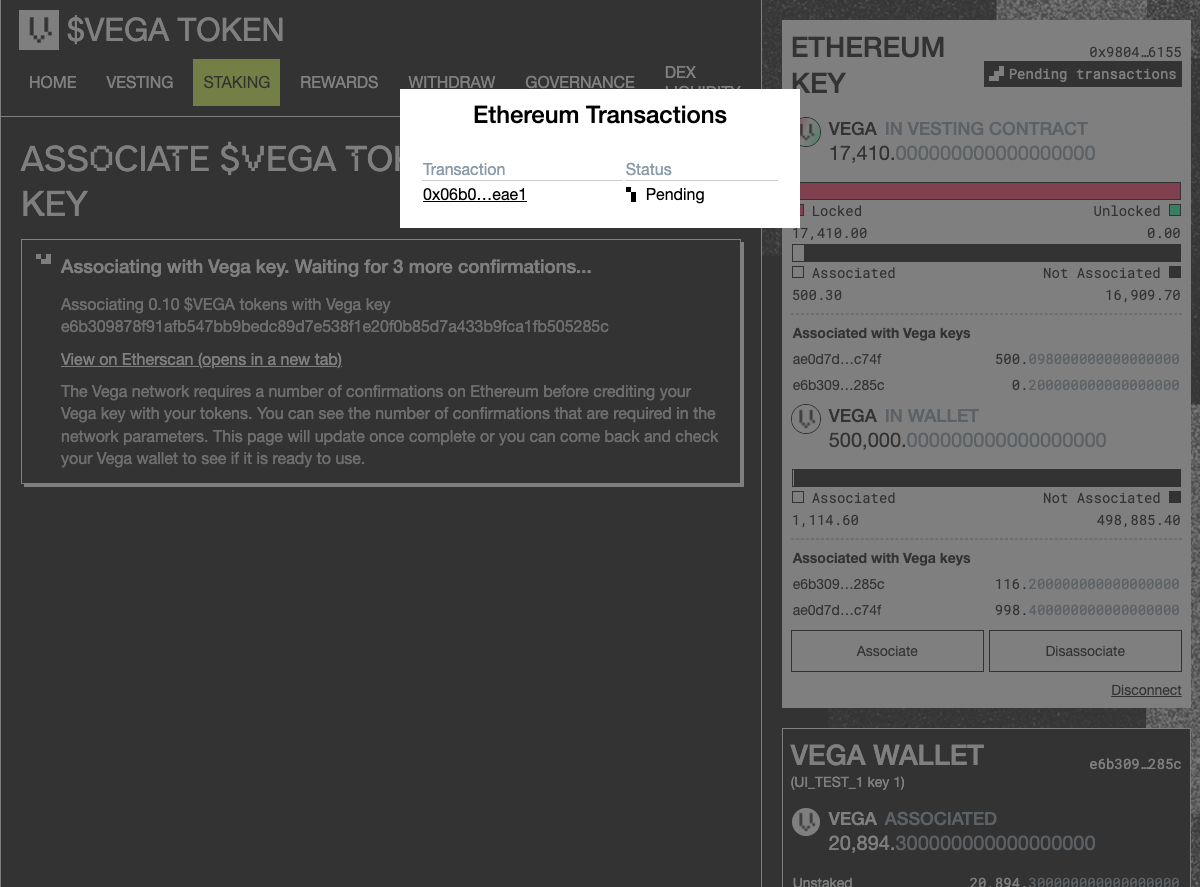 $VEGA TOKEN
HOME
VESTING
STAKING
REWARDS
WITHDRAW
GOVERNANCE
DEX
LIQUIDITY
Ethereum Transactions
Transaction Status
0x06b0…eae1 Pending
ASSOCIATE $VEGA
KEY
Associating with Vega key. Waiting for 3 more confirmations...
Associating 0.10 $VEGA tokens with Vega key
e6b309878f91afb547bb9bedc89d7e538f1e20f0b85d7a433b9fca1fb505285c
View on Etherscan (opens in a new tab)
The Vega network requires a number of confirmations on Ethereum before crediting your
Vega key with your tokens. You can see the number of confirmations that are required in the
network parameters. This page will update once complete or you can come back and check
your Vega wallet to see if it is ready to use.
ETHEREUM
KEY
0x9804…6155
Pending transactions
VEGA IN VESTING CONTRACT
17,410.000000000000000000
Locked Unlocked
17,410.00 0.00
Associated Not Associated
500.30 16,909.70
Associated with Vega keys
ae0d7d…c74f 500.098000000000000000
e6b309…285c 0.200000000000000000
VEGA IN WALLET
500,000.000000000000000000
Associated Not Associated
1,114.60 498,885.40
Associated with Vega keys
e6b309…285c 116.200000000000000000
ae0d7d…c74f 998.400000000000000000
Associate
Disassociate
Disconnect
VEGA WALLET
e6b309…285c
(UI_TEST_1 key 1)
VEGA ASSOCIATED
20,894.300000000000000000
Unstaked 20,894.300000000000000000